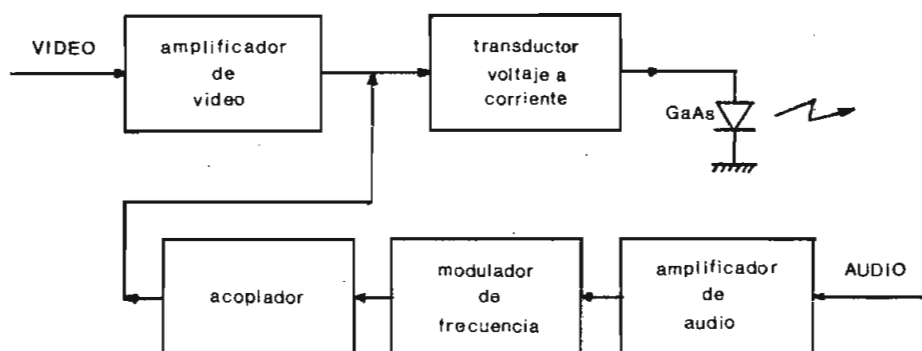 VIDEO
amplificador
de
video
transductor
voltaje a
corriente
GaAs
acoplador
modulador
de
frecuencia
amplificador
de
audio
AUDIO